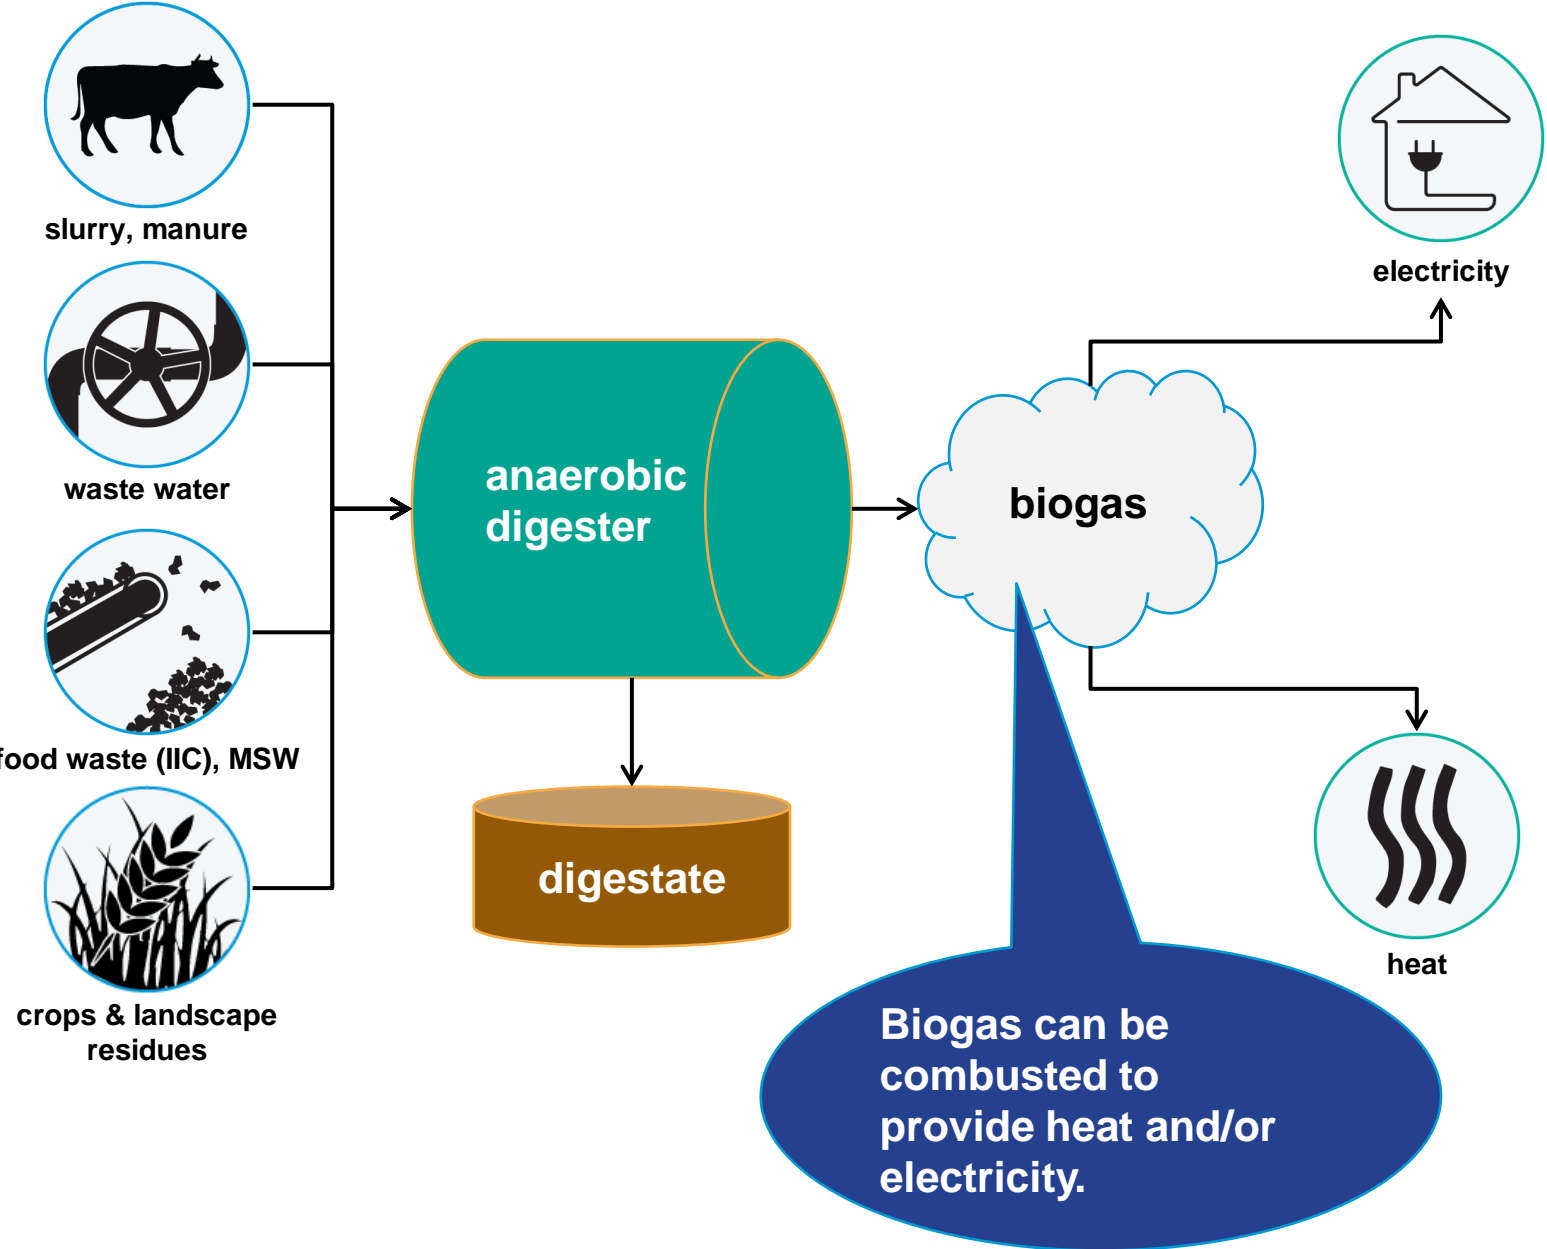 slurry, manure
waste water
food waste (IIC), MSW
crops & landscape
residues
anaerobic
digester
digestate
biogas
electricity
heat
Biogas can be
combusted to
provide heat and/or
electricity.